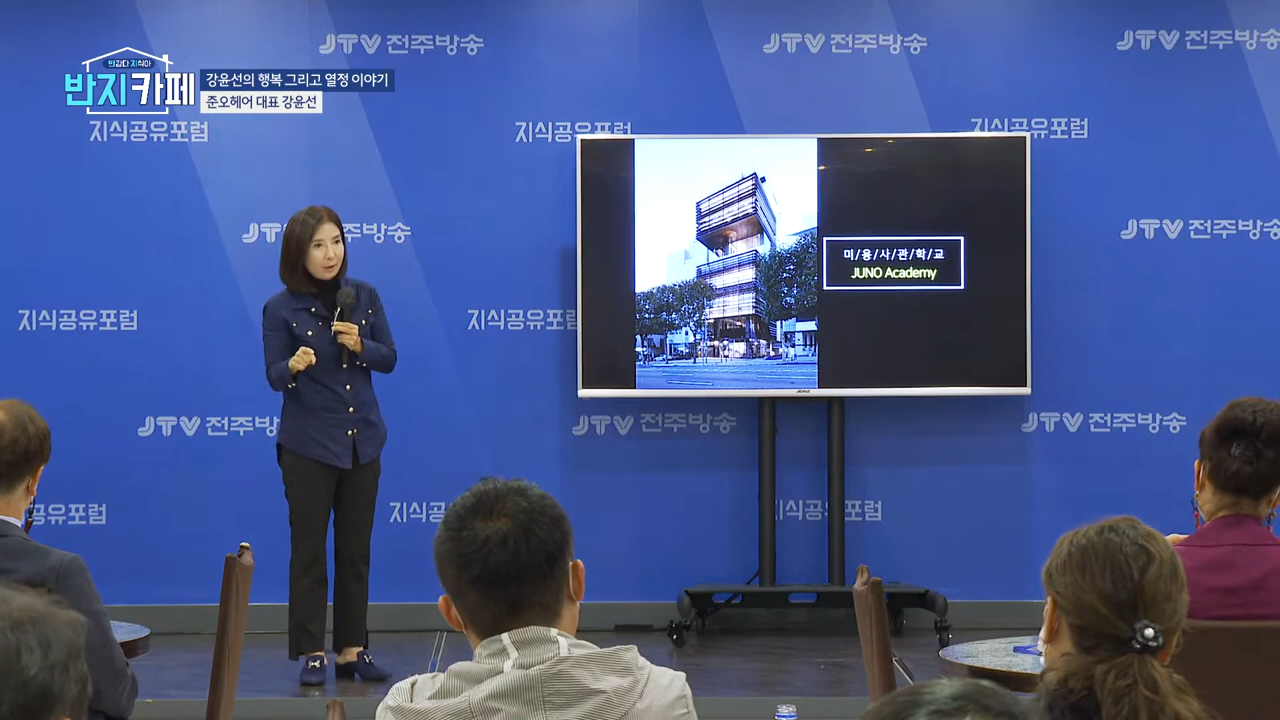 JTV 전주방송
JTV 전주방송
JTV 전주방송
반갑다 지식아
반지카페
강윤선의 행복 그리고 열정 이야기
준오헤어 대표 강윤선
지식공유포럼
지식공유포럼
지식공유포럼
미/용/사/관/학/교
JUNO Academy
전주방송
JTV 전주방송
지식공유포럼
지식공유포럼
JTV 전주방
JTV 전주방송
JTV 전주방송
공유포럼
지식공
지식공유포럼